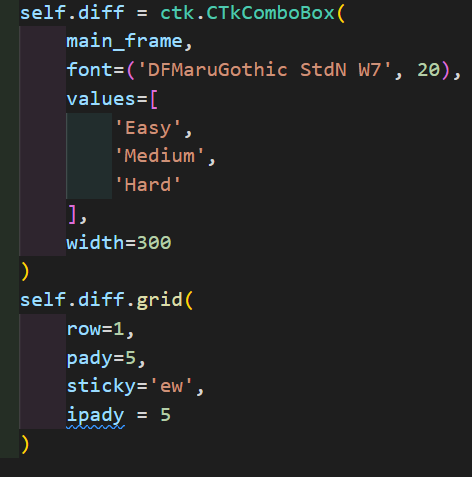 self.diff = ctk.CTkComboBox(
    main_frame,
    font=('DFMaruGothic StdN W7', 20),
    values=[
        'Easy',
        'Medium',
        'Hard'
    ],
    width=300
)
self.diff.grid(
    row=1,
    pady=5,
    sticky='ew',
    ipady = 5
)